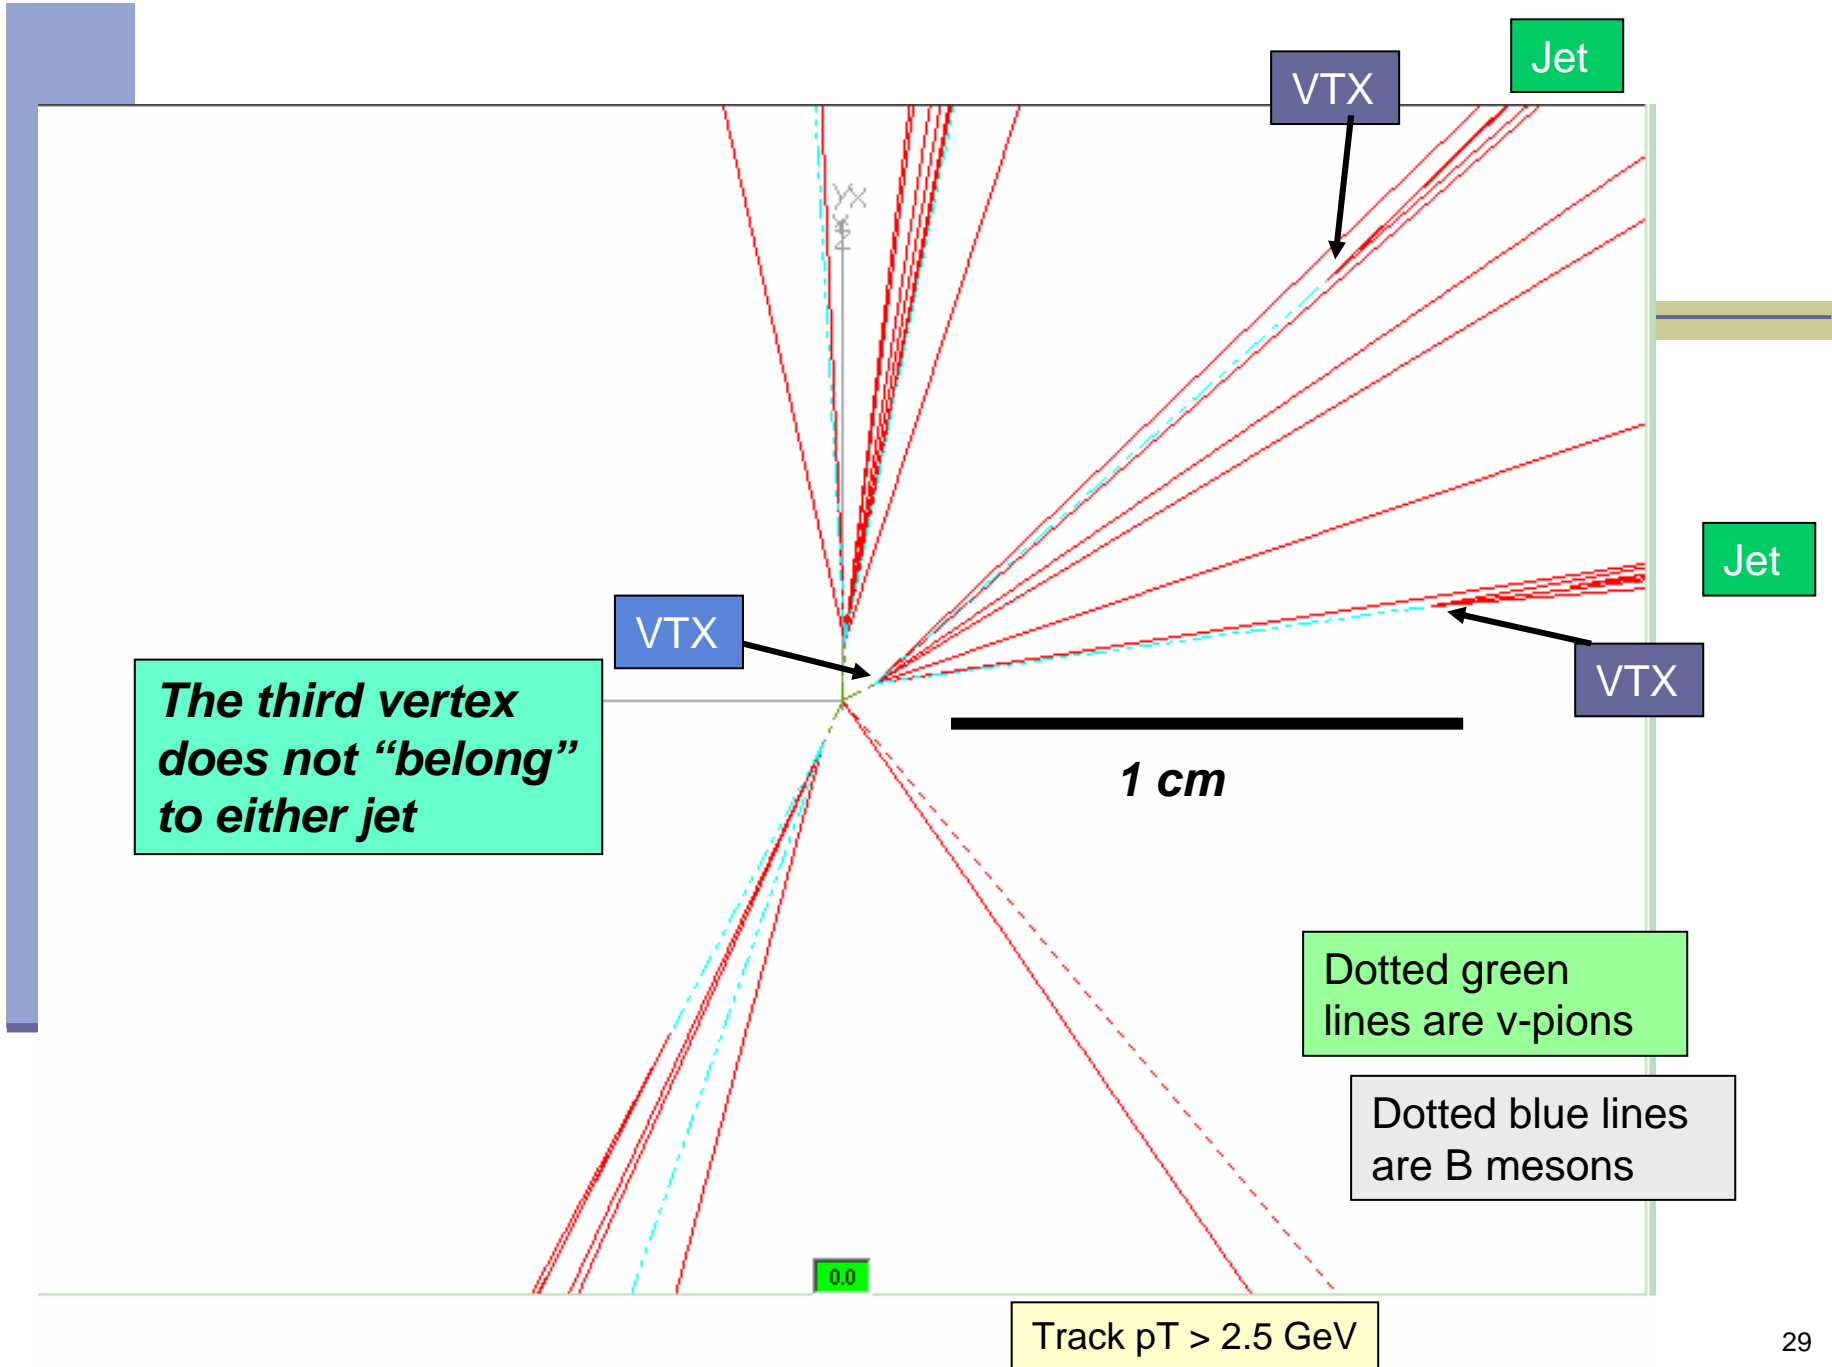 Jet
VTX
Jet
VTX
VTX
The third vertex
does not “belong”
to either jet
1 cm
Dotted green
lines are v-pions
Dotted blue lines
are B mesons
0.0
Track pT > 2.5 GeV
29